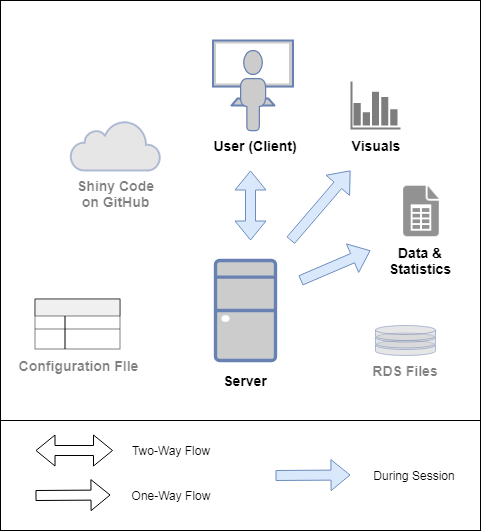 User (Client)
Visuals
Shiny Code
on GitHub
Data &
Statistics
Configuration FIle
Server
RDS Files
Two-Way Flow
One-Way Flow
During Session